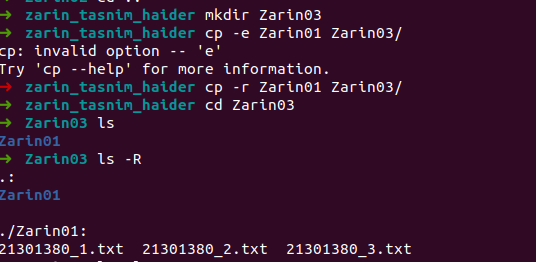 ➜ zarin_tasnim_haider mkdir Zarin03
➜ zarin_tasnim_haider cp -e Zarin01 Zarin03/
cp: invalid option -- 'e'
Try 'cp --help' for more information.
➜ zarin_tasnim_haider cp -r Zarin01 Zarin03/
➜ zarin_tasnim_haider cd Zarin03
➜ Zarin03 ls
Zarin01
➜ Zarin03 ls -R
.:
Zarin01

./Zarin01:
21301380_1.txt 21301380_2.txt 21301380_3.txt